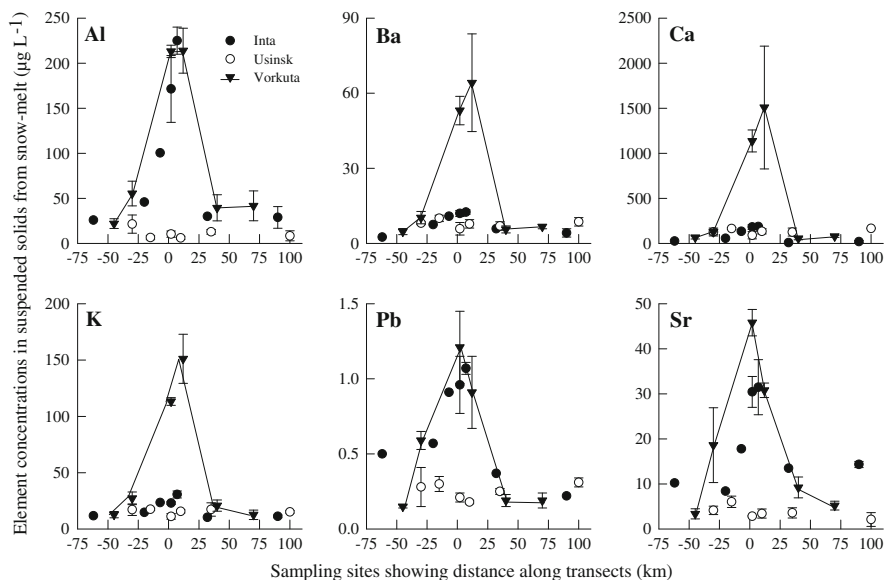 Element concentrations in suspended solids from snow-melt (µg L⁻¹)
250
200
150
100
50
0
Al
Inta
Usinsk
Vorkuta
-75 -50 -25 0 25 50 75 100
90
60
30
0
Ba
-75 -50 -25 0 25 50 75 100
2500
2000
1500
1000
500
0
Ca
-75 -50 -25 0 25 50 75 100
200
150
100
50
0
K
-75 -50 -25 0 25 50 75 100
1.5
1.0
0.5
0.0
Pb
-75 -50 -25 0 25 50 75 100
50
40
30
20
10
0
Sr
-75 -50 -25 0 25 50 75 100
Sampling sites showing distance along transects (km)